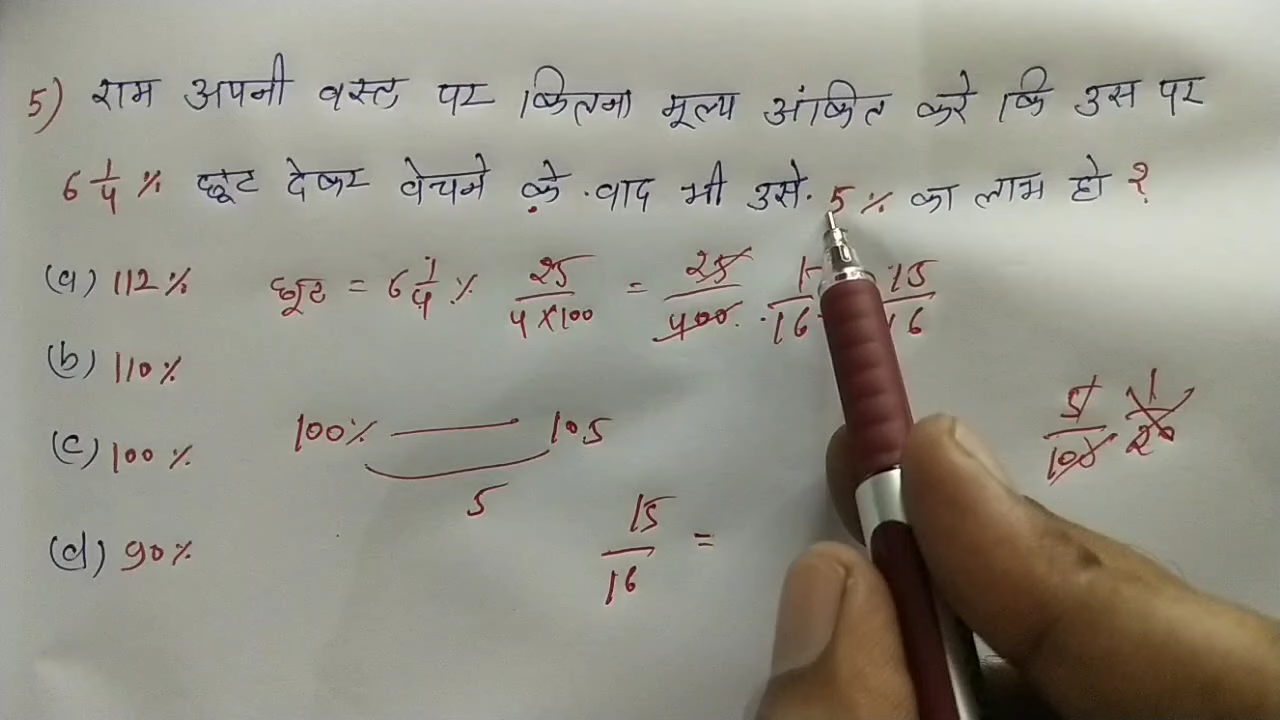 5) राम अपनी वस्तु पर कितना मूल्य अंकित करे कि उस पर
6 1/4 % छूट देकर बेचने के बाद भी उसे 5 % का लाभ हो ?
(a) 112 %
छूट = 6 1/4 % 25/4×100 = 25/400 1/16 15/16
(b) 110 %
5/100 1/20
(c) 100 %
100% — 105
5
(d) 90 %
15/16 =